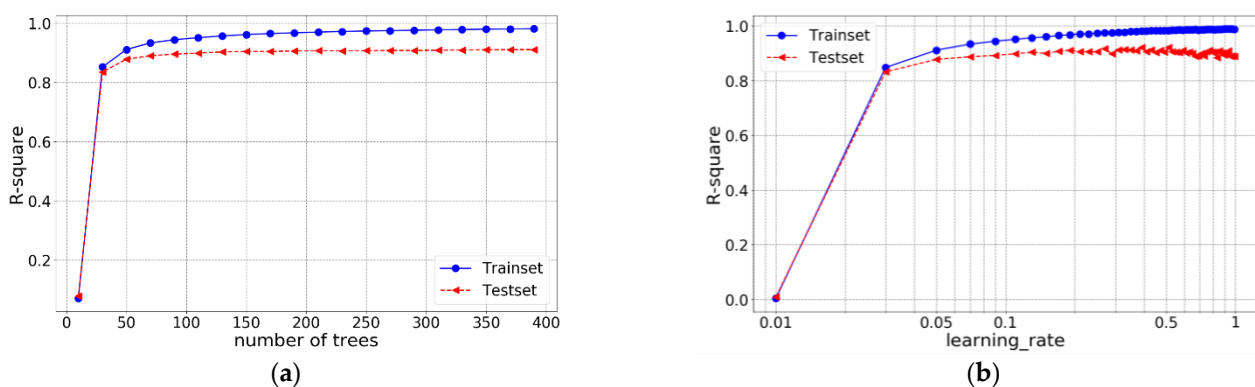 1.0
0.8
0.6
0.4
0.2
R-square
Trainset
Testset
0 50 100 150 200 250 300 350 400
number of trees
(a)
1.0
0.8
0.6
0.4
0.2
0.0
R-square
Trainset
Testset
0.01 0.05 0.1 0.5 1
learning_rate
(b)